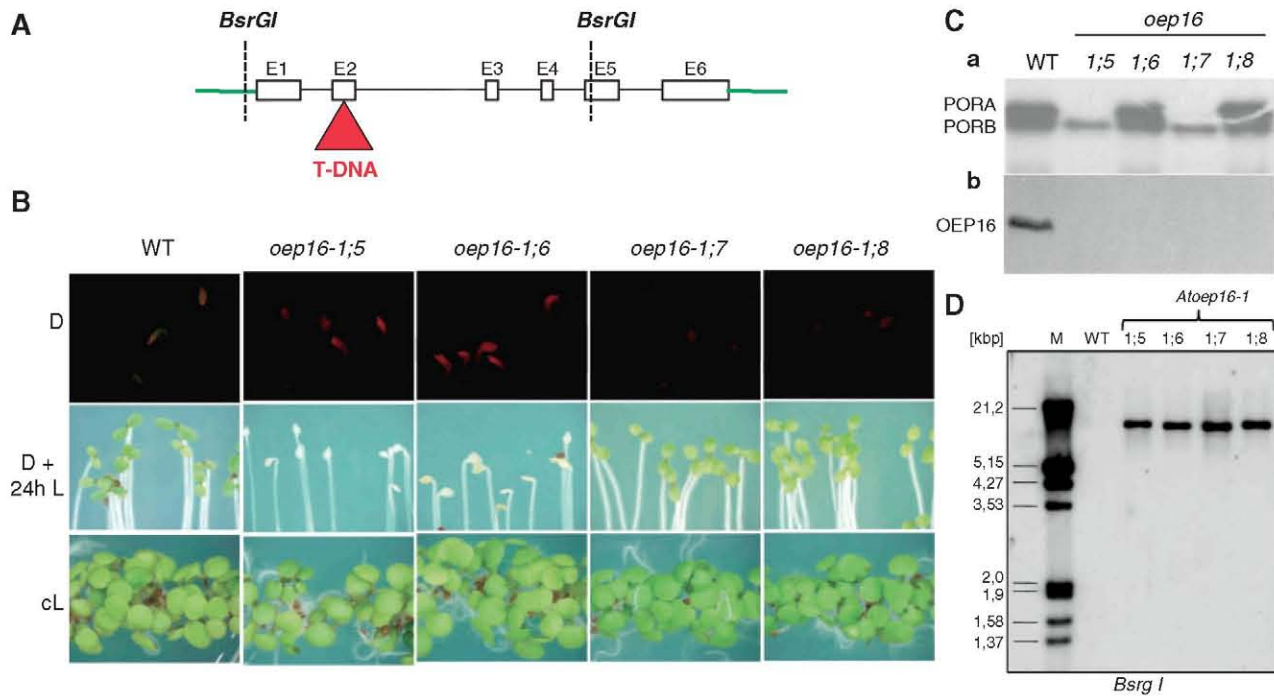 A
BsrGI BsrGI
E1 E2 E3 E4 E5 E6
T-DNA
B
WT oep16-1;5 oep16-1;6 oep16-1;7 oep16-1;8
D
D +
24h L
cL
C
oep16
a
WT 1;5 1;6 1;7 1;8
PORA
PORB
b
OEP16
D
Atoep16-1
[kbp] M WT 1;5 1;6 1;7 1;8
21,2
5,15
4,27
3,53
2,0
1,9
1,58
1,37
Bsrg I